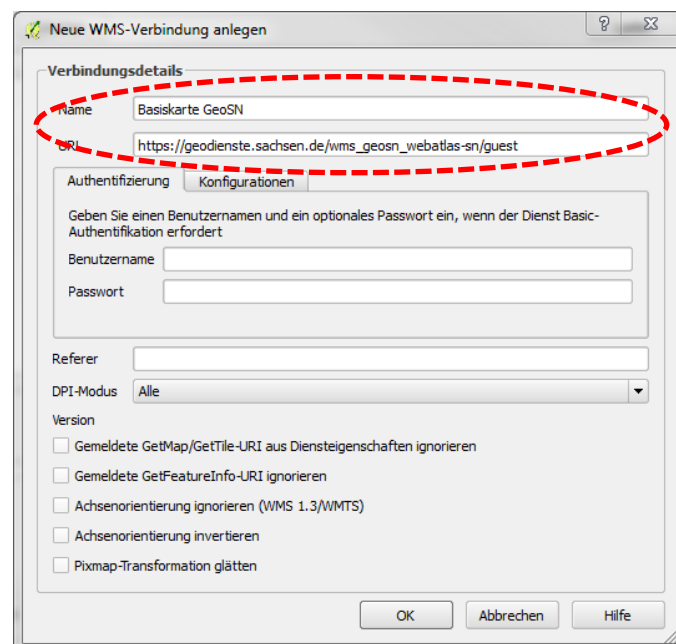 Neue WMS-Verbindung anlegen
Verbindungsdetails
Name Basiskarte GeoSN
URL https://geodienste.sachsen.de/wms_geosn_webatlas-sn/guest
Authentifizierung Konfigurationen
Geben Sie einen Benutzernamen und ein optionales Passwort ein, wenn der Dienst Basic-
Authentifikation erfordert
Benutzername
Passwort
Referer
DPI-Modus Alle
Version
Gemeldete GetMap/GetTile-URI aus Diensteigenschaften ignorieren
Gemeldete GetFeatureInfo-URI ignorieren
Achsenorientierung ignorieren (WMS 1.3/WMTS)
Achsenorientierung invertieren
Pixmap-Transformation glätten
OK Abbrechen Hilfe